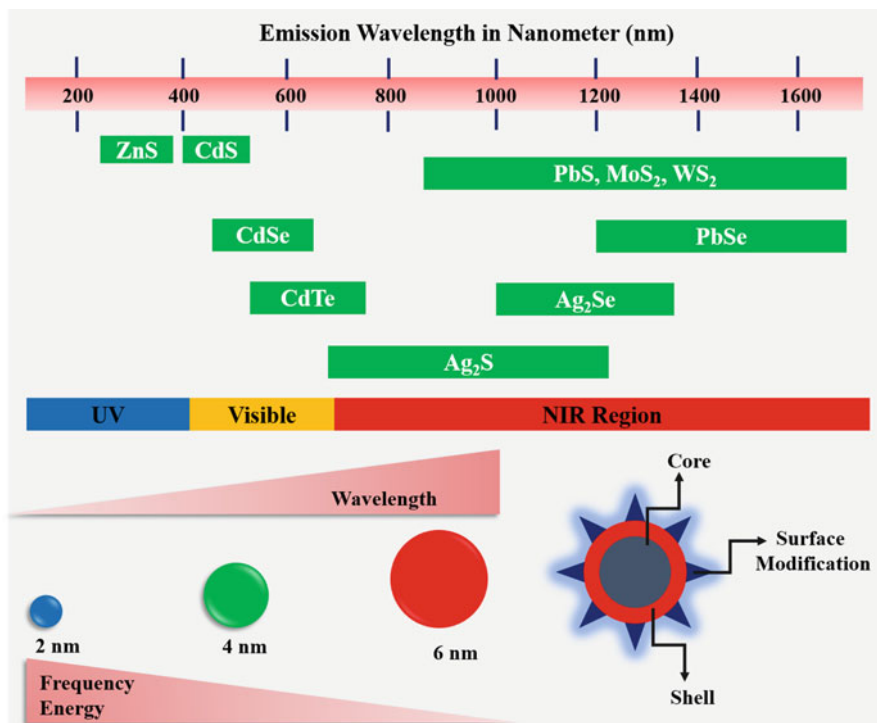 Emission Wavelength in Nanometer (nm)
200 400 600 800 1000 1200 1400 1600
ZnS CdS
PbS, MoS₂, WS₂
CdSe PbSe
CdTe Ag₂Se
Ag₂S
UV Visible NIR Region
Wavelength
Core
Surface
Modification
2 nm 4 nm 6 nm
Shell
Frequency
Energy